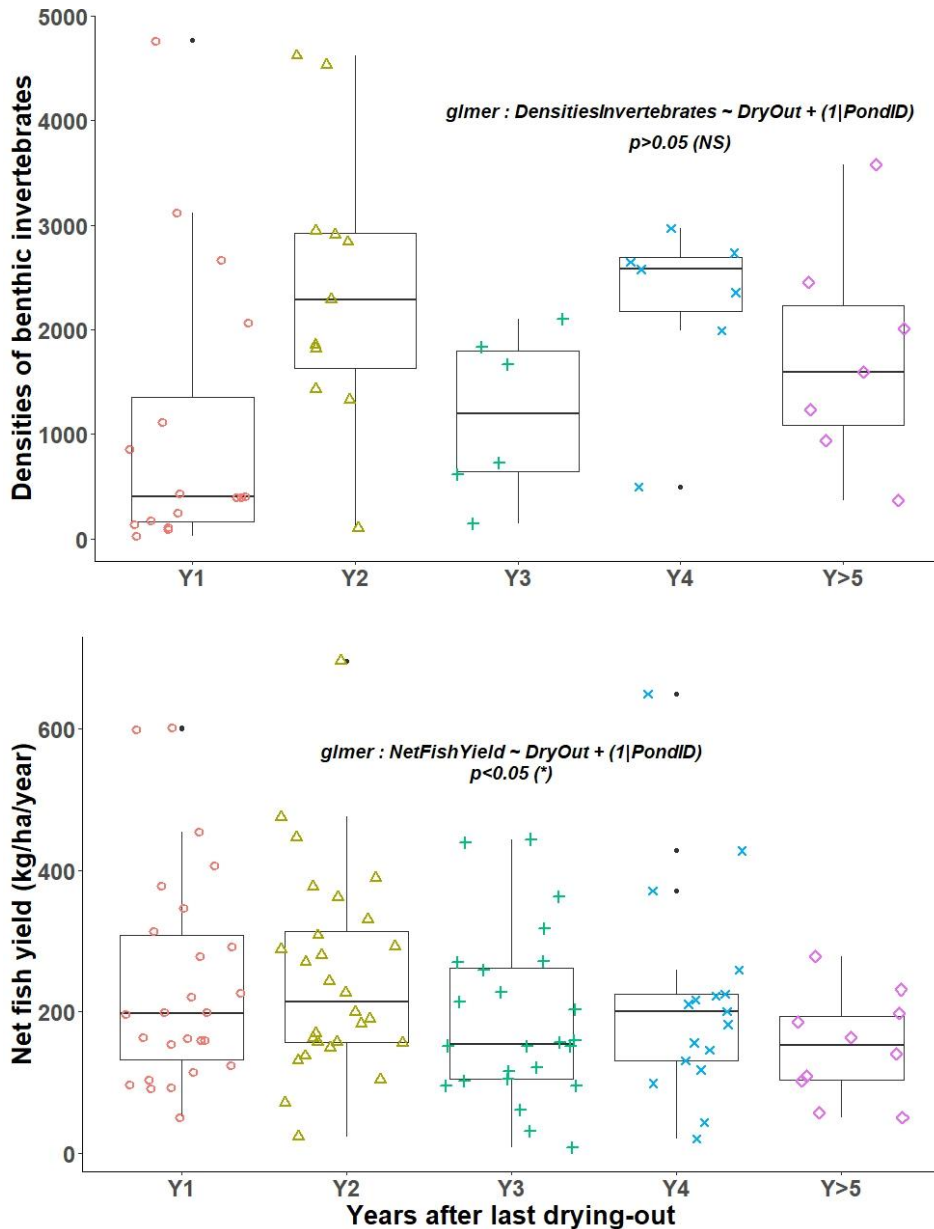 Densities of benthic invertebrates
5000
4000
3000
2000
1000
0
glmer : DensitiesInvertebrates ~ DryOut + (1|PondID)
p>0.05 (NS)
Y1 Y2 Y3 Y4 Y>5
Net fish yield (kg/ha/year)
600
400
200
0
glmer : NetFishYield ~ DryOut + (1|PondID)
p<0.05 (*)
Y1 Y2 Y3 Y4 Y>5
Years after last drying-out